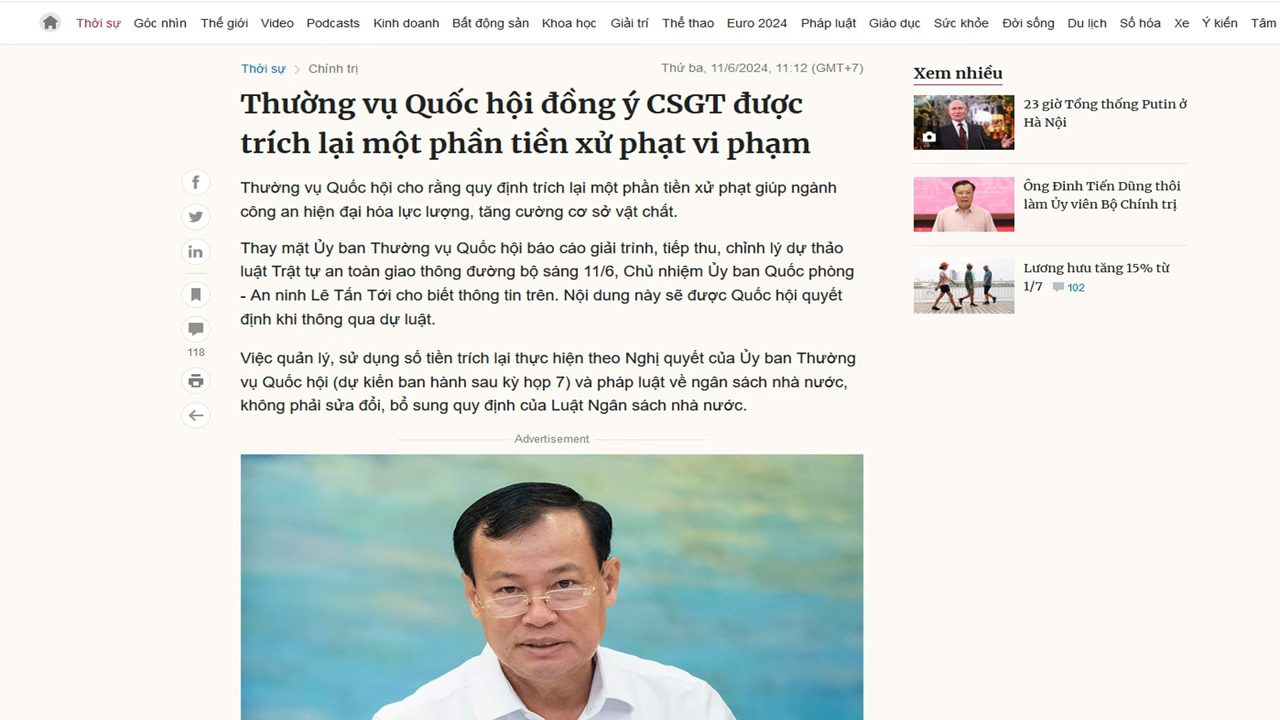 Thời sự Góc nhìn Thế giới Video Podcasts Kinh doanh Bất động sản Khoa học Giải trí Thể thao Euro 2024 Pháp luật Giáo dục Sức khỏe Đời sống Du lịch Số hóa Xe Ý kiến Tâm
Thời sự Chính trị
Thứ ba, 11/6/2024, 11:12 (GMT+7)
Thường vụ Quốc hội đồng ý CSGT được
trích lại một phần tiền xử phạt vi phạm
Thường vụ Quốc hội cho rằng quy định trích lại một phần tiền xử phạt giúp ngành
công an hiện đại hóa lực lượng, tăng cường cơ sở vật chất.
Thay mặt Ủy ban Thường vụ Quốc hội báo cáo giải trình, tiếp thu, chỉnh lý dự thảo
luật Trật tự an toàn giao thông đường bộ sáng 11/6, Chủ nhiệm Ủy ban Quốc phòng
- An ninh Lê Tấn Tới cho biết thông tin trên. Nội dung này sẽ được Quốc hội quyết
định khi thông qua dự luật.
Việc quản lý, sử dụng số tiền trích lại thực hiện theo Nghị quyết của Ủy ban Thường
vụ Quốc hội (dự kiến ban hành sau kỳ họp 7) và pháp luật về ngân sách nhà nước,
không phải sửa đổi, bổ sung quy định của Luật Ngân sách nhà nước.
118
Advertisement
Xem nhiều
23 giờ Tổng thống Putin ở
Hà Nội
Ông Đinh Tiến Dũng thôi
làm Ủy viên Bộ Chính trị
Lương hưu tăng 15% từ
1/7 102